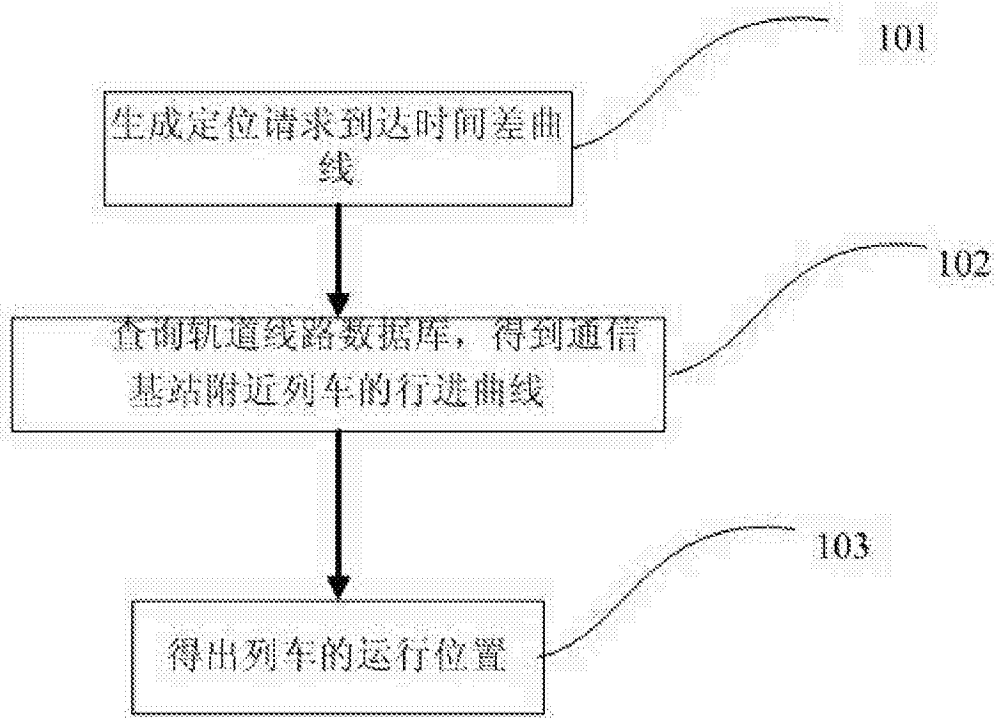 101
生成定位请求到达时间差曲
线
102
查询轨道线路数据库，得到通信
基站附近列车的行进曲线
103
得出列车的运行位置